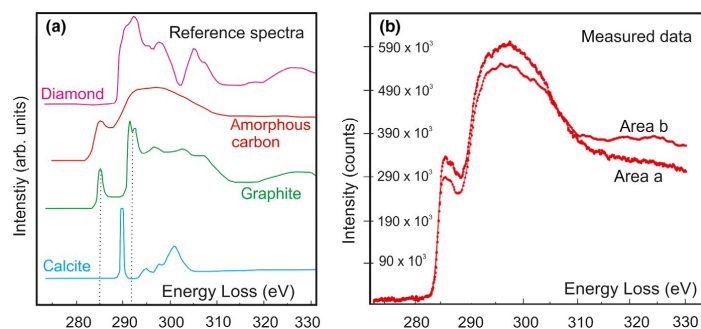 (a)
Reference spectra
Diamond
Amorphous
carbon
Graphite
Calcite
Intenstiy (arb. units)
Energy Loss (eV)
280 290 300 310 320 330
(b)
Measured data
590 x 10³
490 x 10³
390 x 10³
290 x 10³
190 x 10³
90 x 10³
Area b
Area a
Intensity (counts)
Energy Loss (eV)
280 290 300 310 320 330